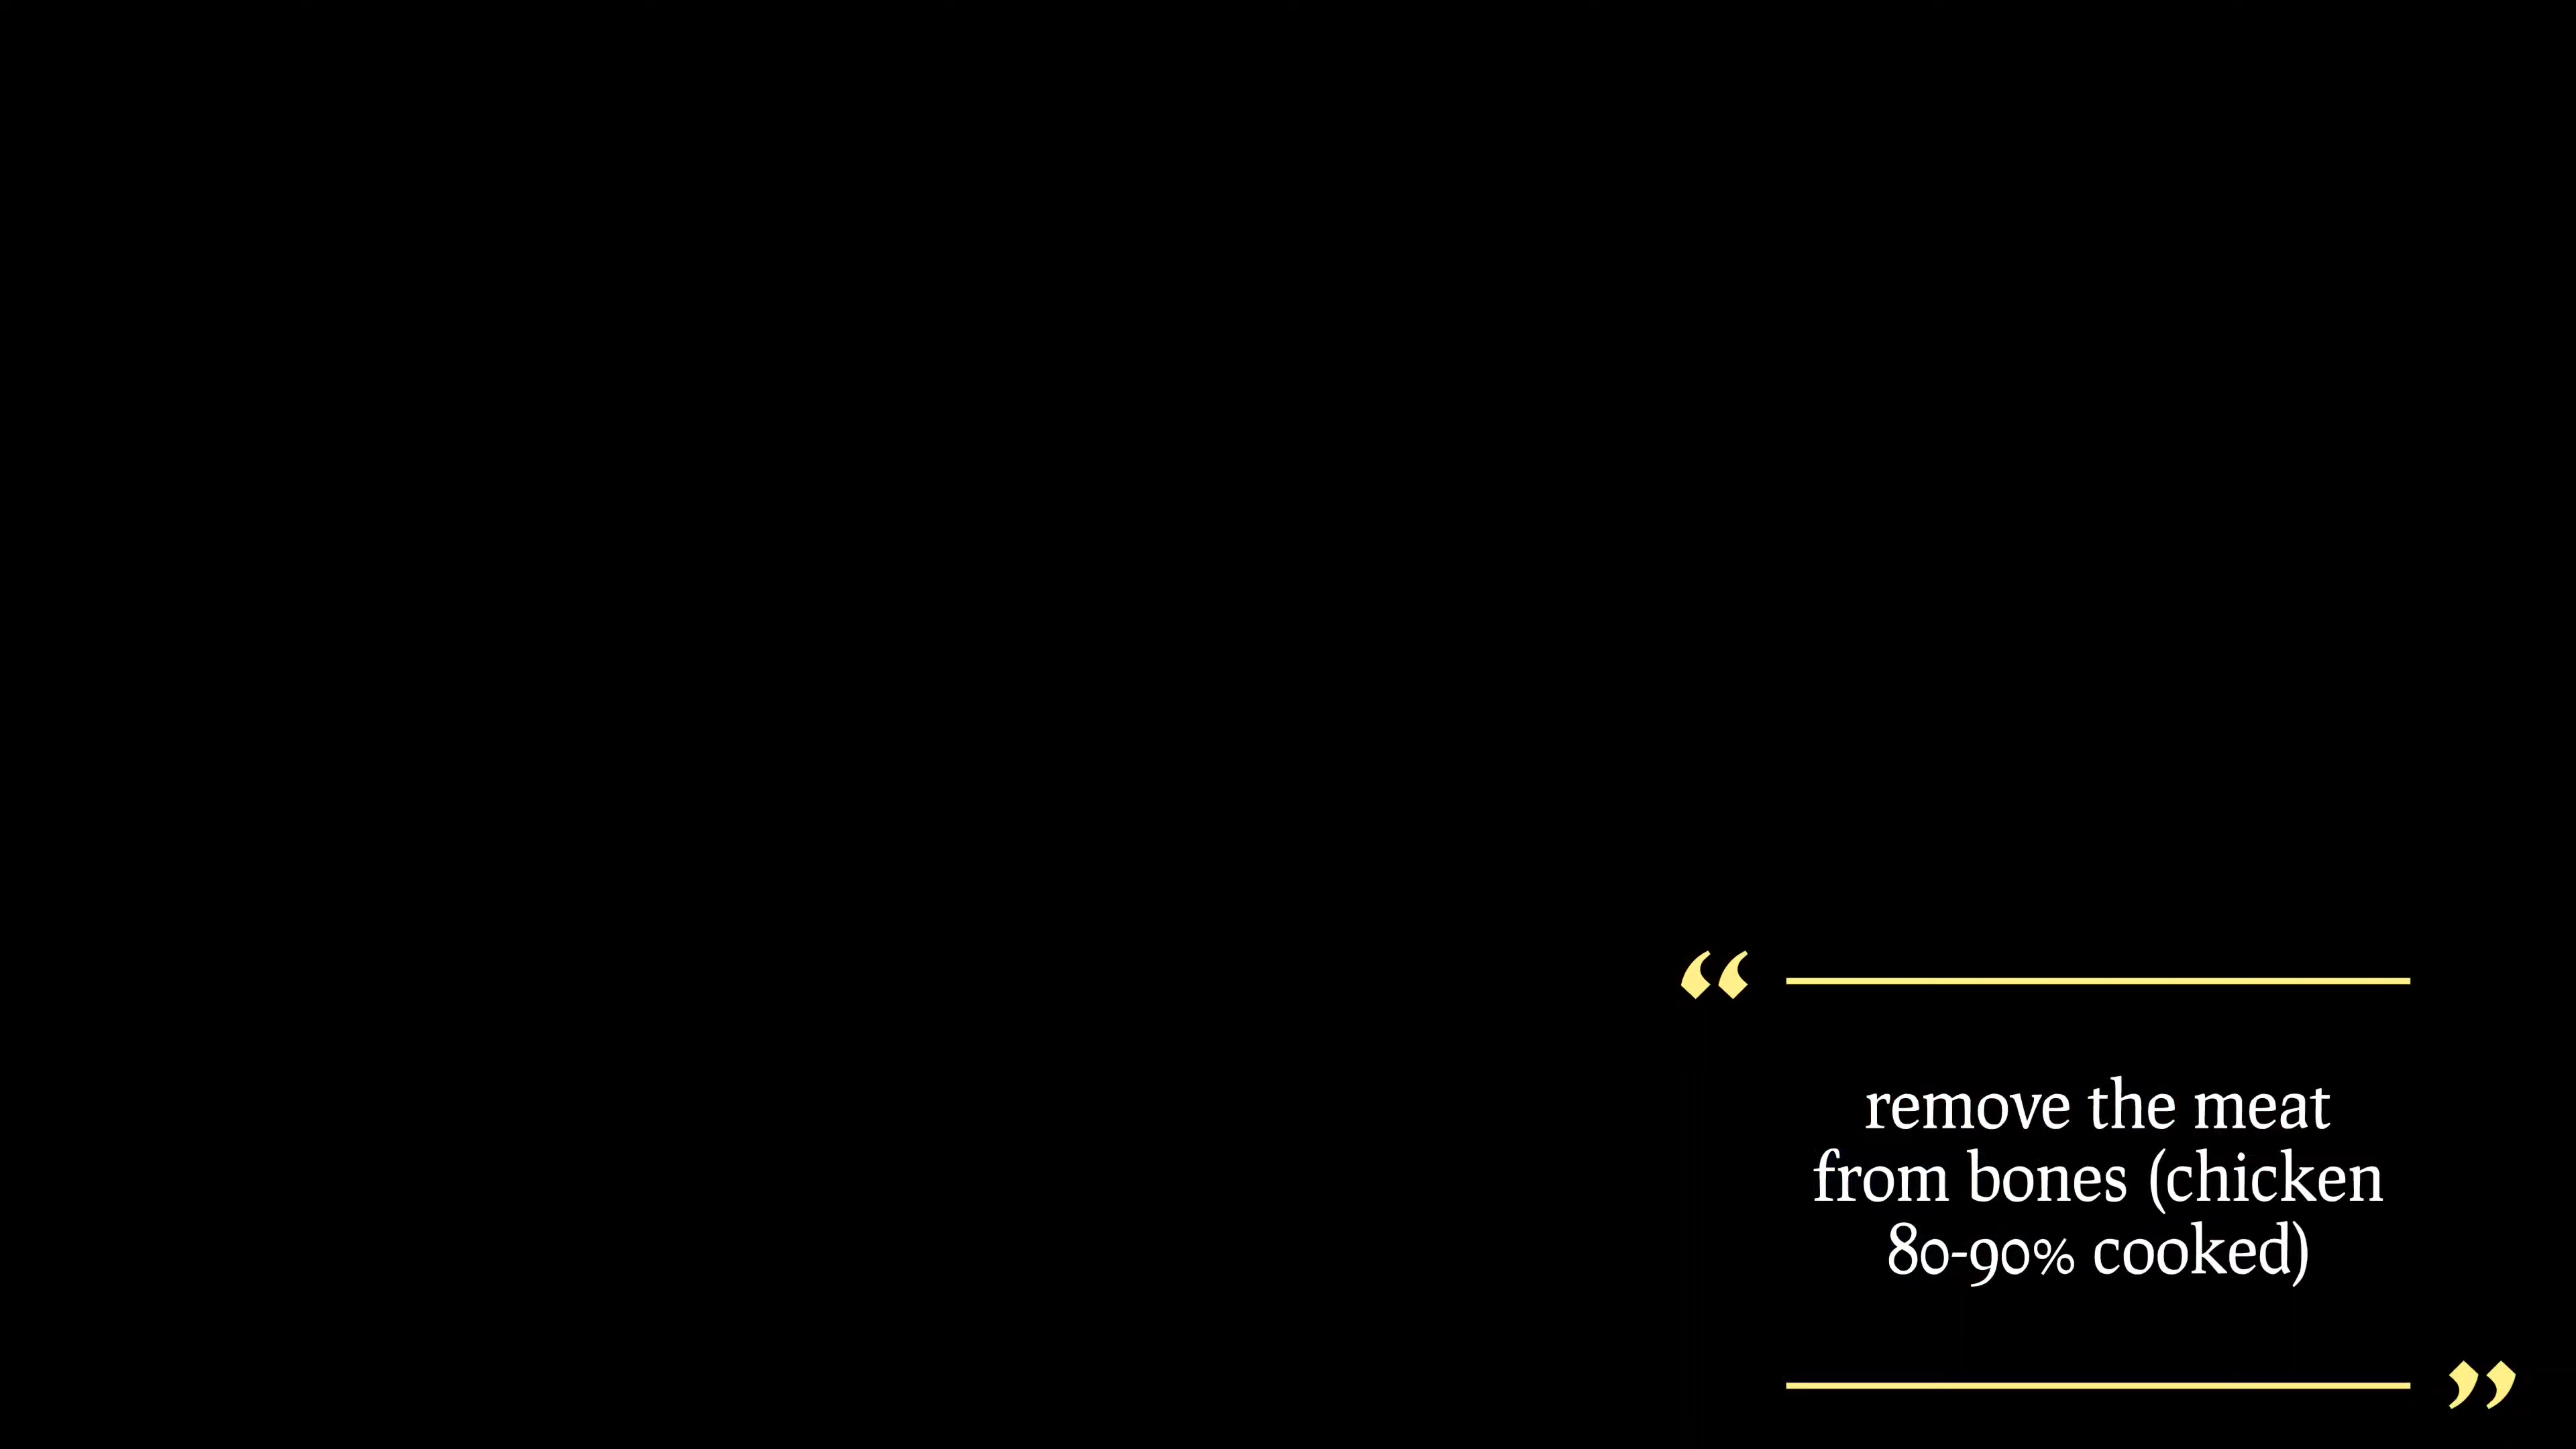 “
remove the meat
from bones (chicken
80-90% cooked)
”